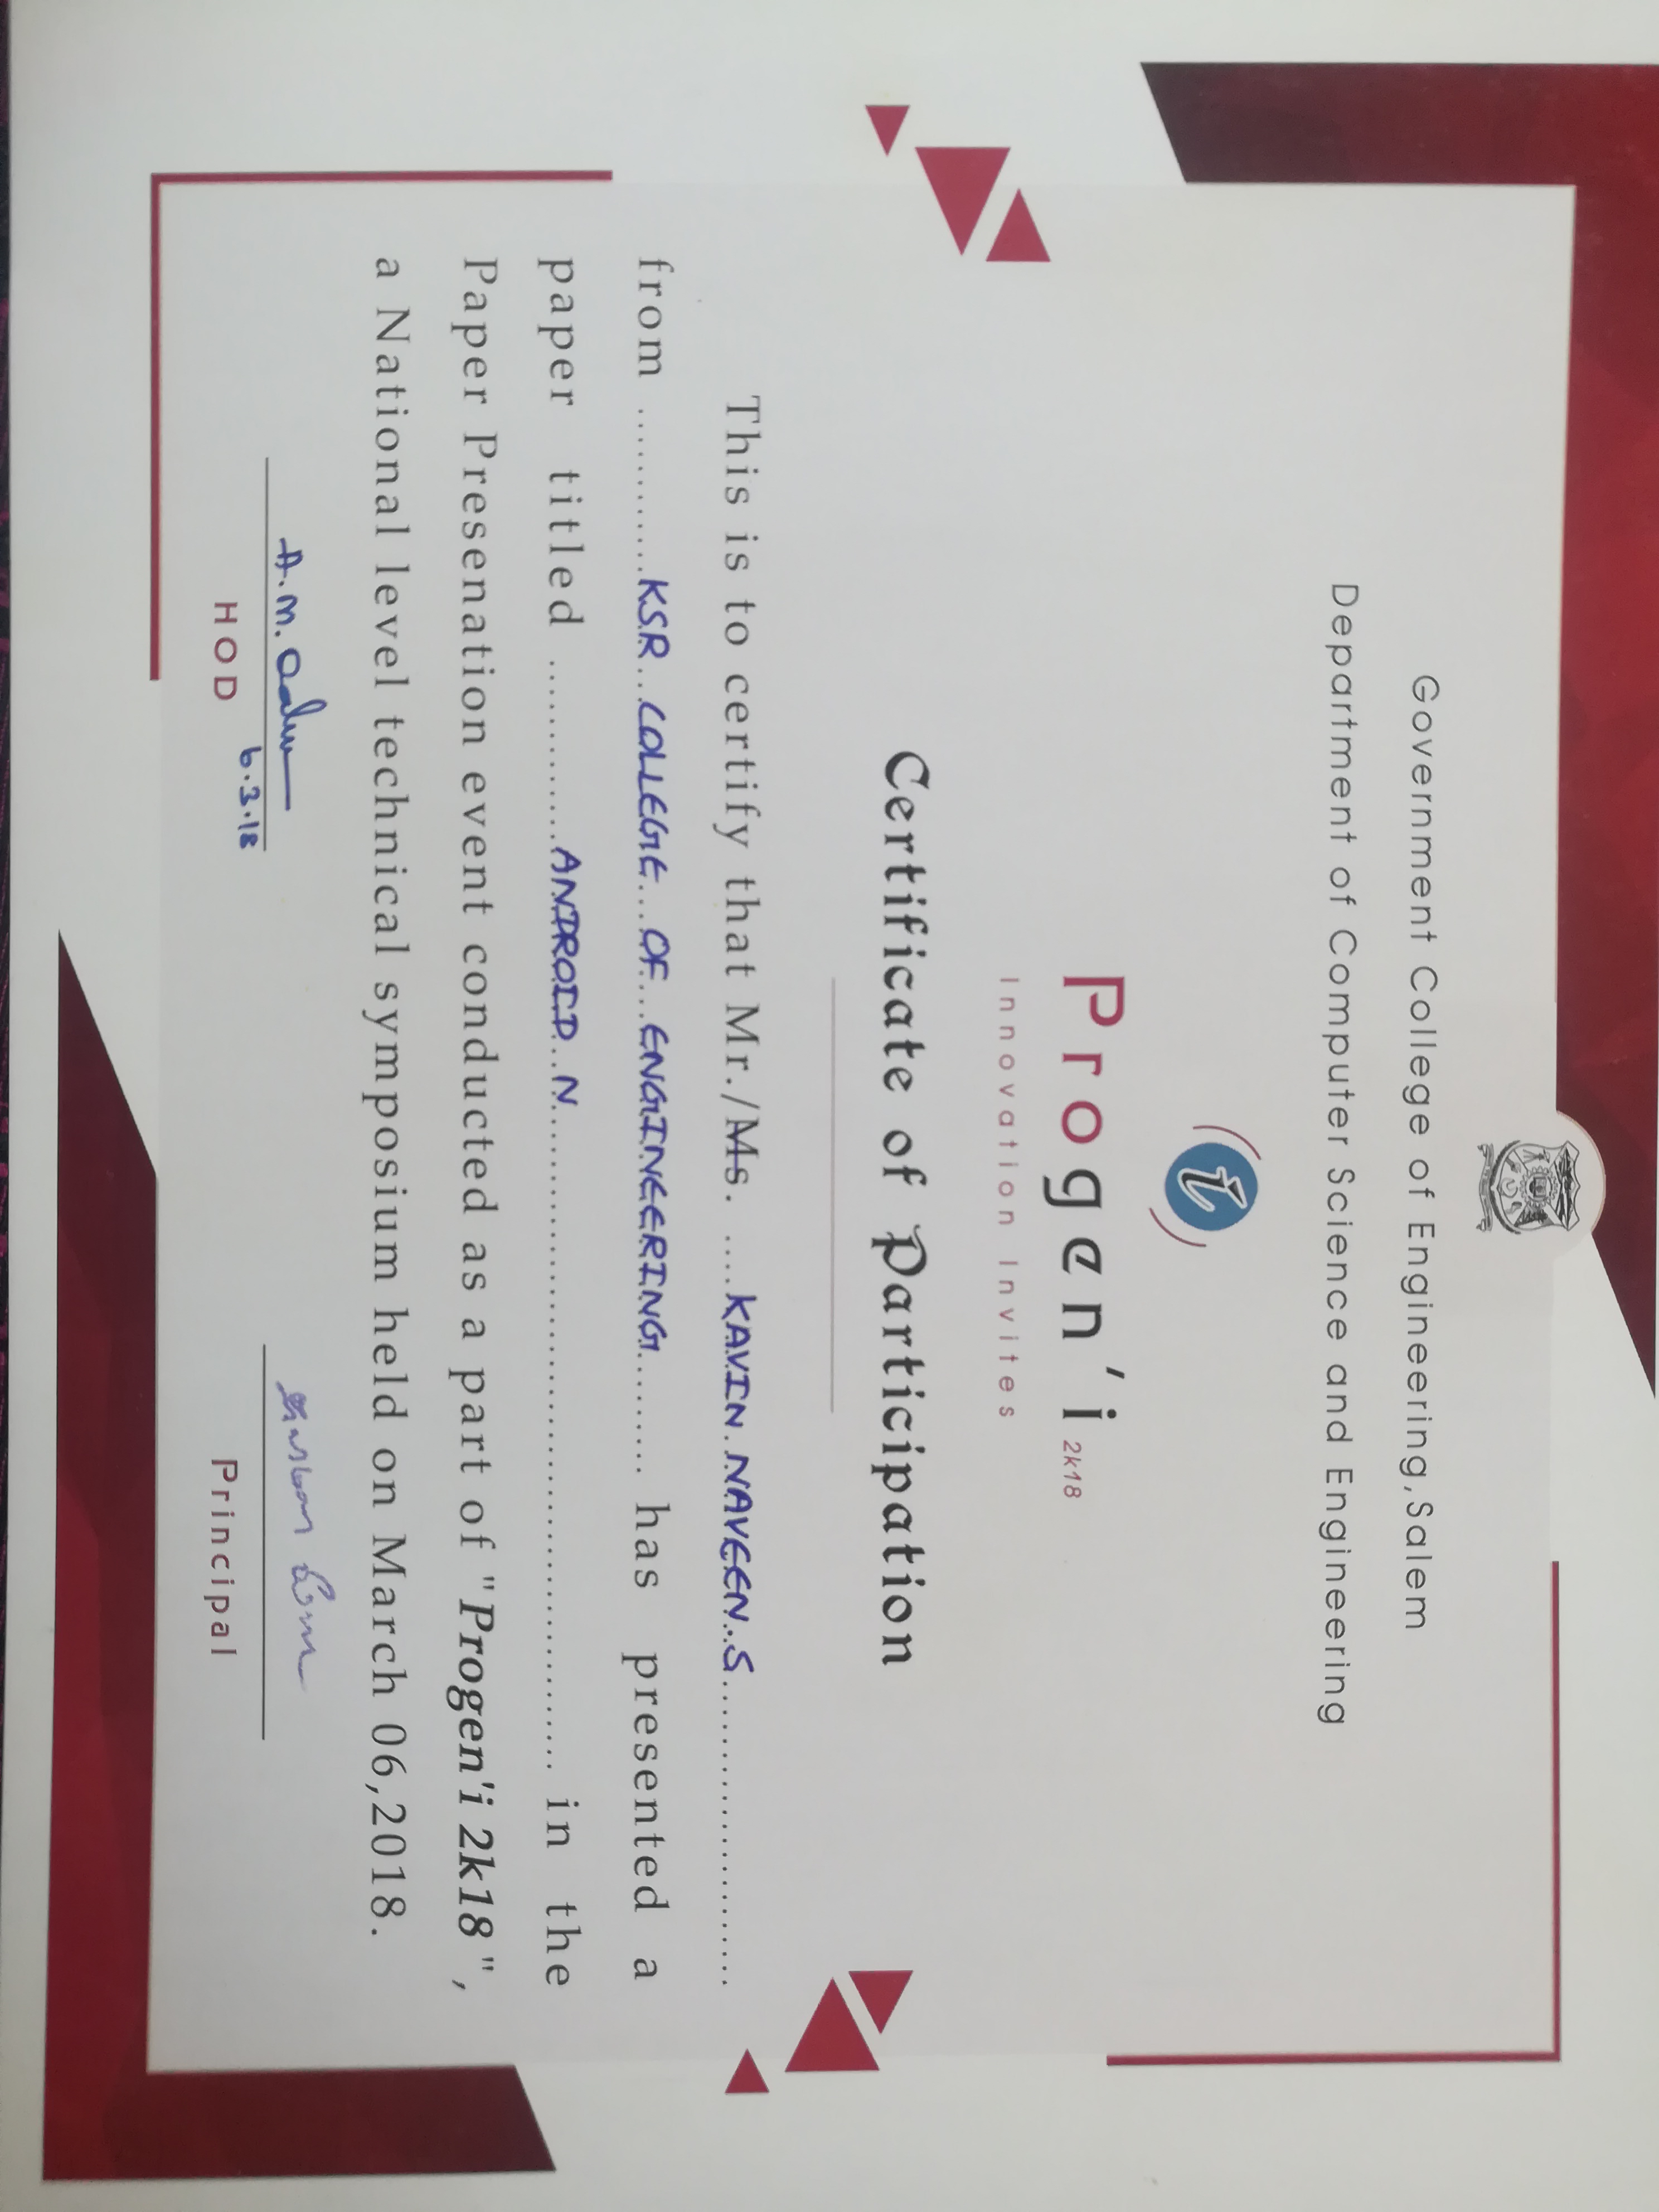 Government College of Engineering,Salem
Department of Computer Science and Engineering
i
Progen'i 2k18
Innovation Invites
Certificate of Participation
This is to certify that Mr./Ms. ....KAVIN NAVEEN.S......................
from ............KSR COLLEGE OF ENGINEERING......... has presented a
paper titled .............ANDROID N.................................................. in the
Paper Presenation event conducted as a part of "Progen'i 2k18 ",
a National level technical symposium held on March 06,2018.
A.M.
6.3.18
HOD
Principal